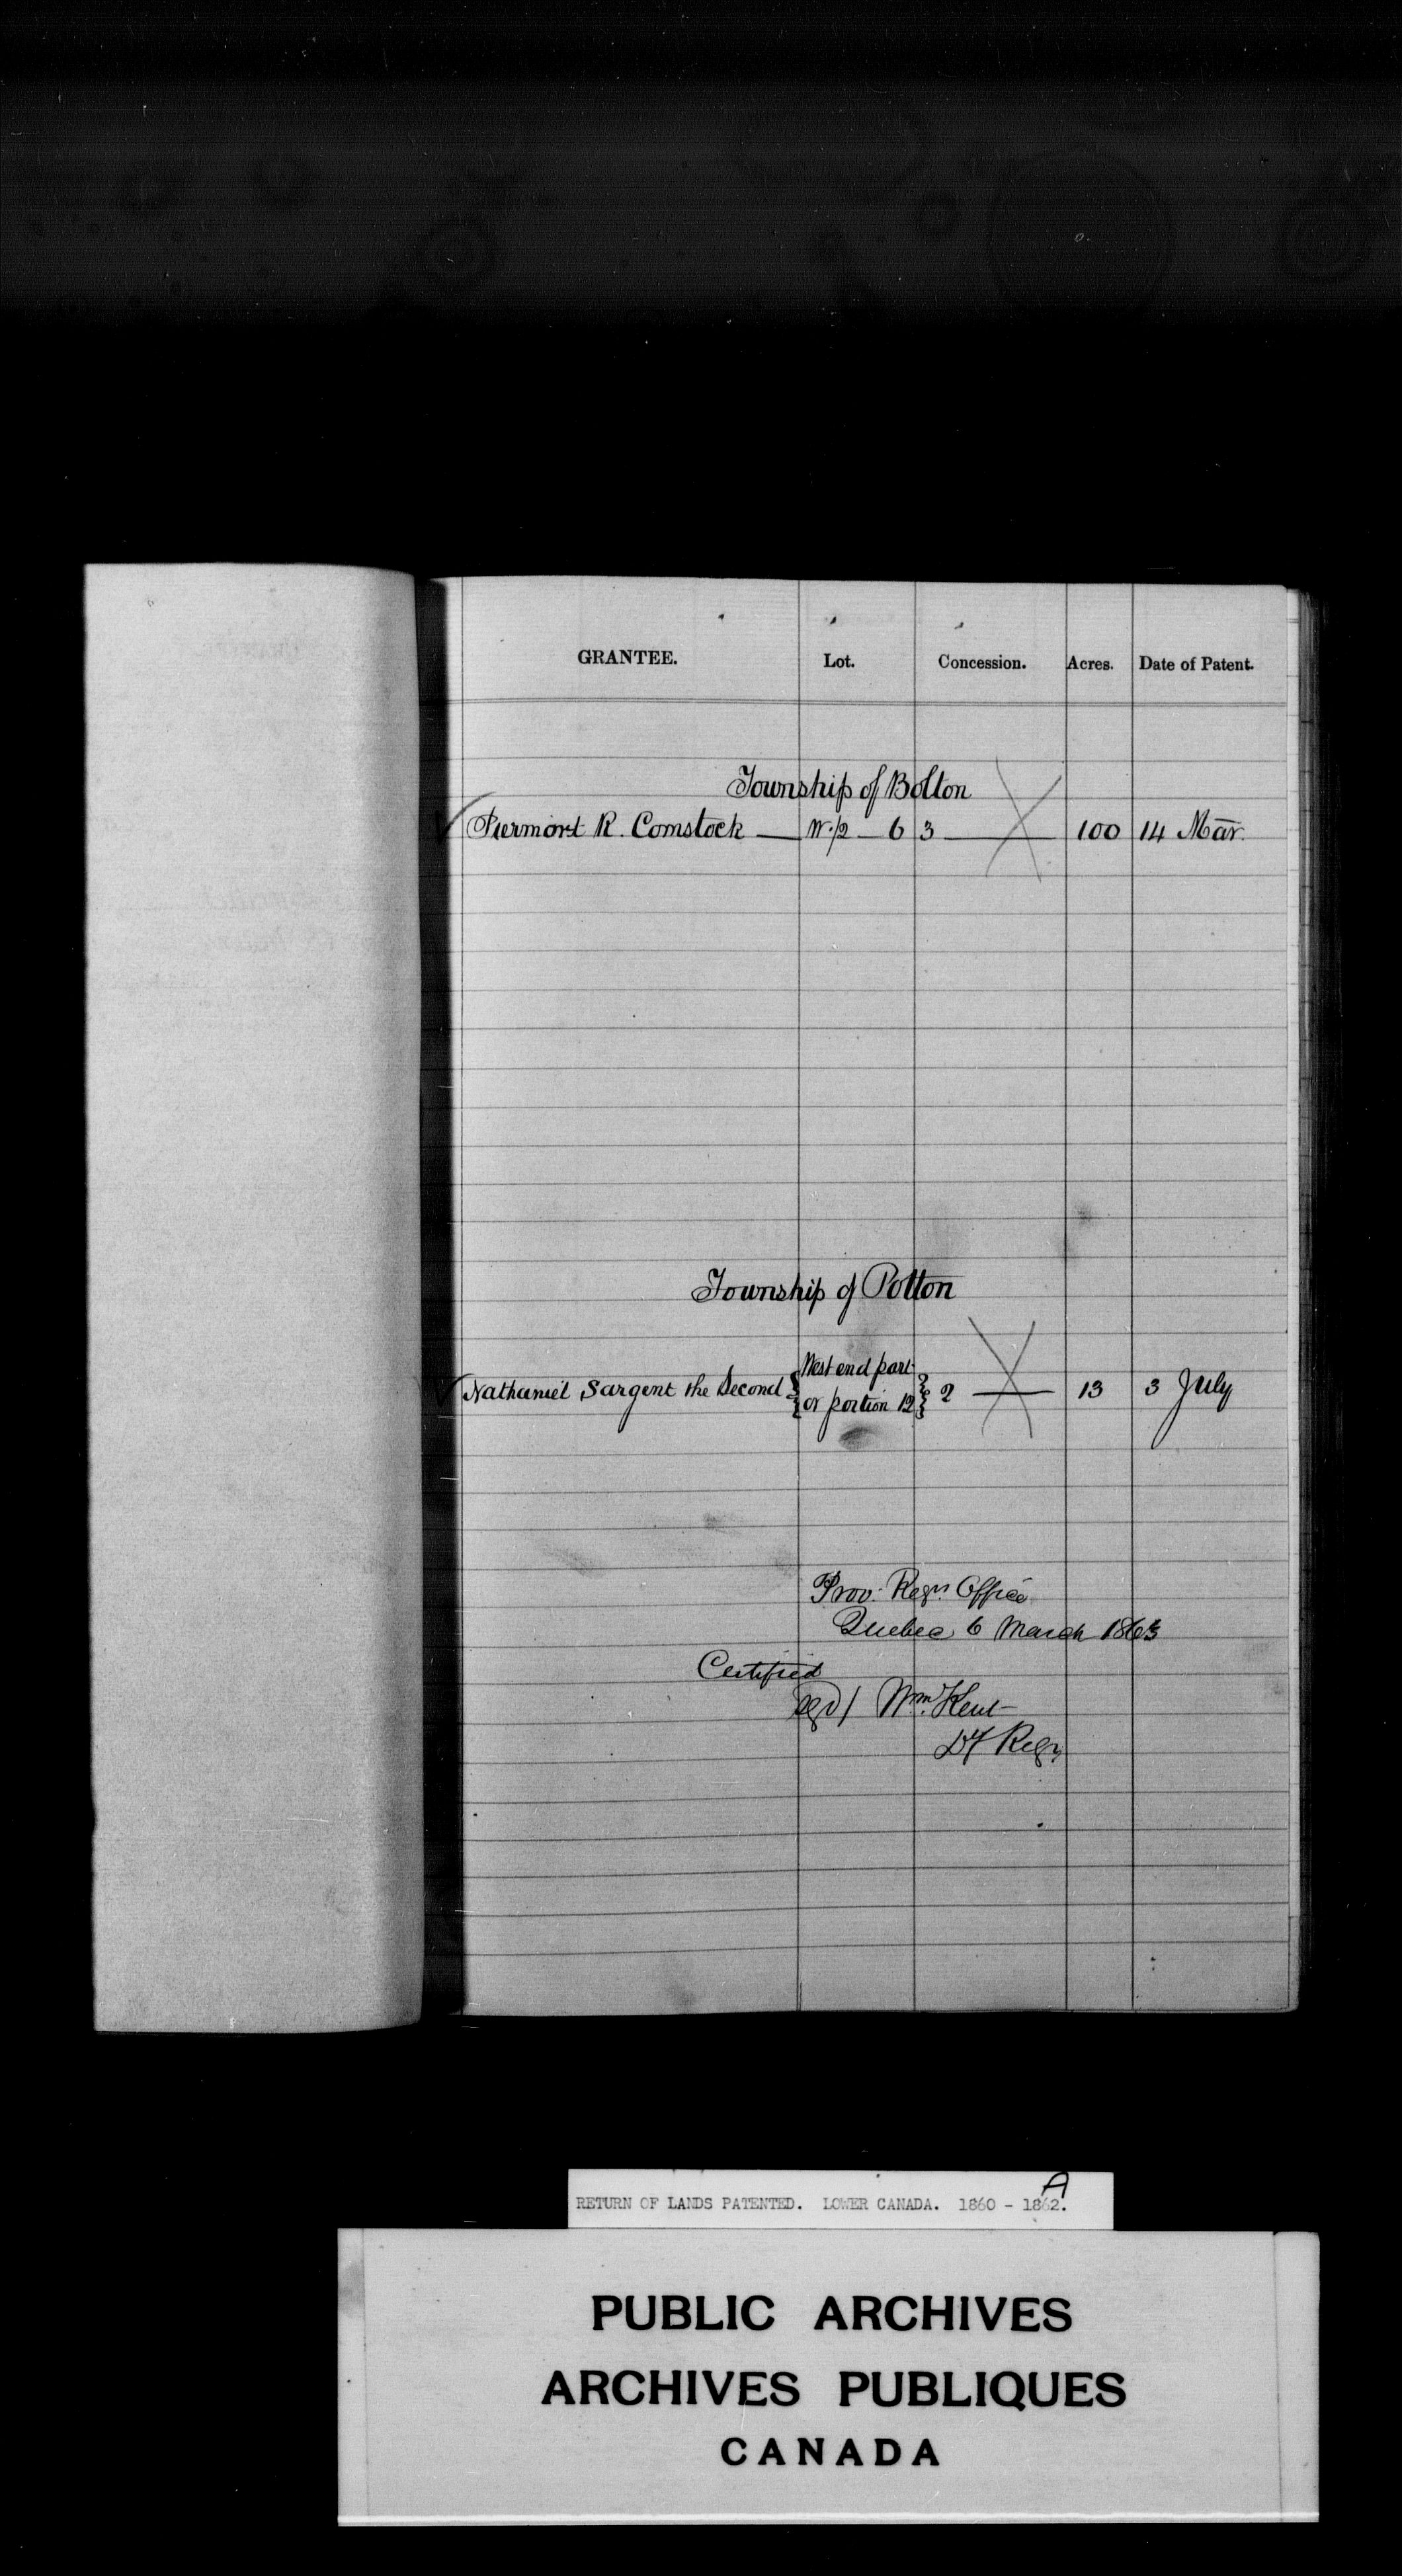 GRANTEE. Lot. Concession. Acres. Date of Patent.
Township of Bolton
Piermont R. Comstock — W. 1/2 — 6 3 — 100 14 Mar.
Township of Potton
Nathaniel Sargent the Second { West end part or portion 12 } 2 — 13 3 July
Prov. Regrs. Office
Quebec 6 March 1863
Certified
Sgd / Wm. Kent
Dy Regr
RETURN OF LANDS PATENTED. LOWER CANADA. 1860 - 1862. A
PUBLIC ARCHIVES
ARCHIVES PUBLIQUES
CANADA